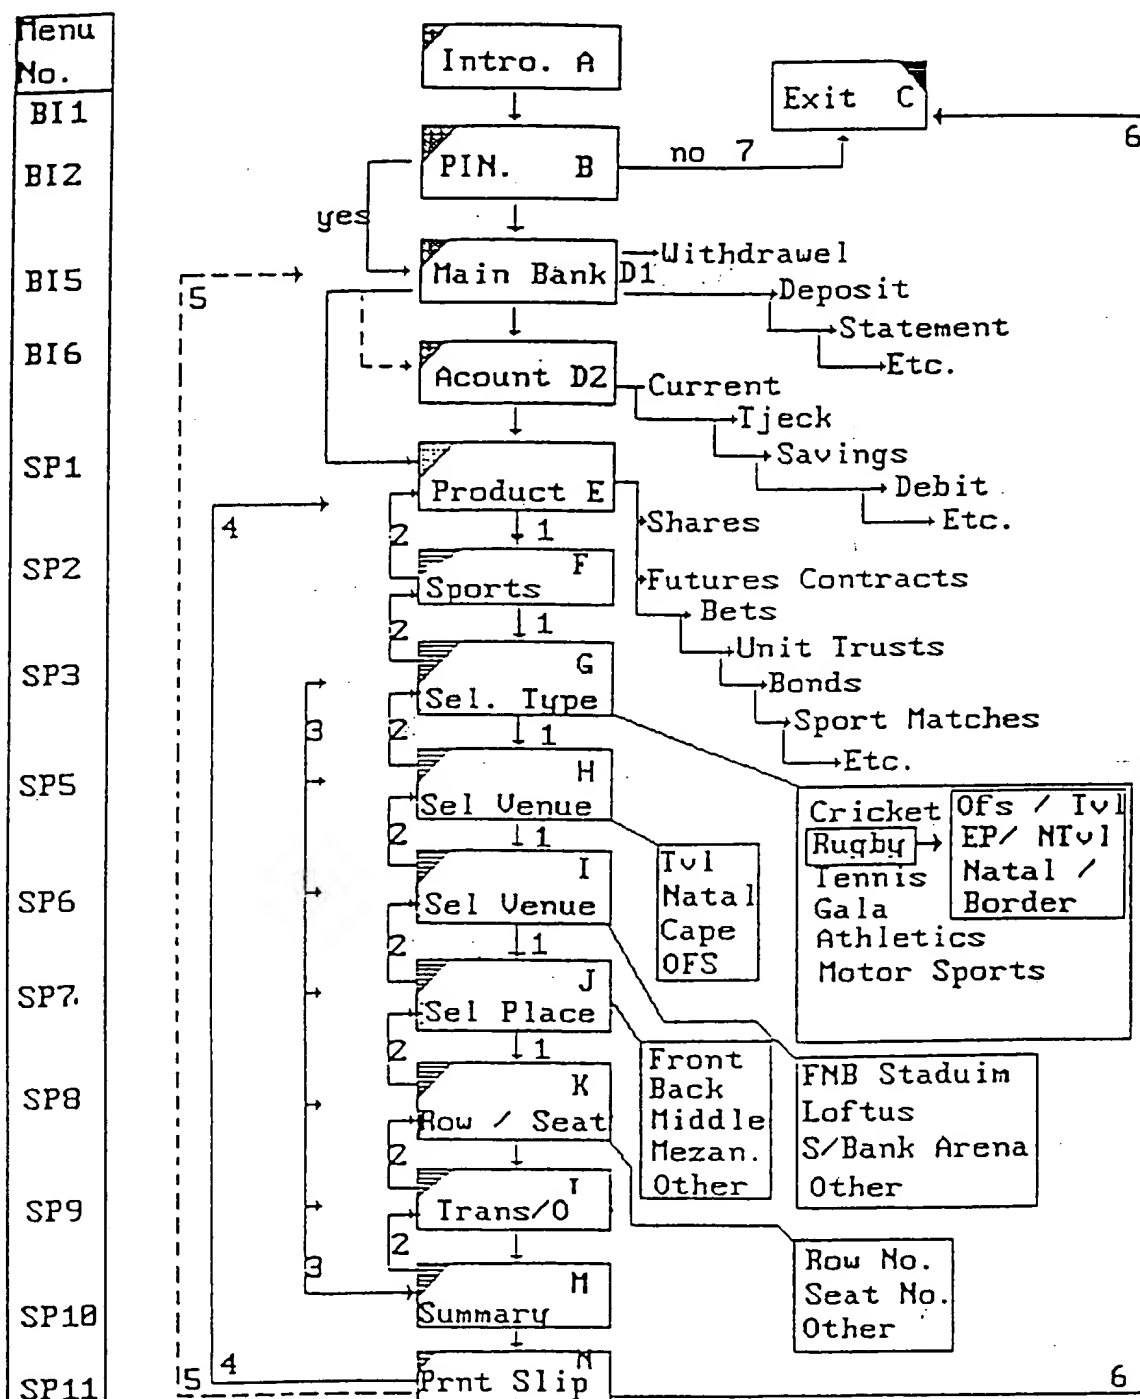 Menu
No.
BI1
BI2
BI5
BI6
SP1
SP2
SP3
SP5
SP6
SP7
SP8
SP9
SP10
SP11
Intro. A
Exit C
6
PIN. B
no 7
yes
Main Bank D1
Withdrawel
Deposit
Statement
Etc.
5
Acount D2
Current
Tjeck
Savings
Debit
Etc.
Product E
4
2
1
Shares
Futures Contracts
Bets
Unit Trusts
Bonds
Sport Matches
Etc.
F
Sports
2
1
G
Sel. Type
3
2
1
H
Sel Venue
2
1
Cricket
Rugby
Tennis
Gala
Athletics
Motor Sports
Ofs / Tvl
EP/ NTvl
Natal /
Border
Tvl
Natal
Cape
OFS
I
Sel Venue
2
1
J
Sel Place
2
1
Front
Back
Middle
Mezan.
Other
FNB Staduim
Loftus
S/Bank Arena
Other
K
Row / Seat
2
Trans/O
2
3
Row No.
Seat No.
Other
M
Summary
4
5
N
Prnt Slip
6